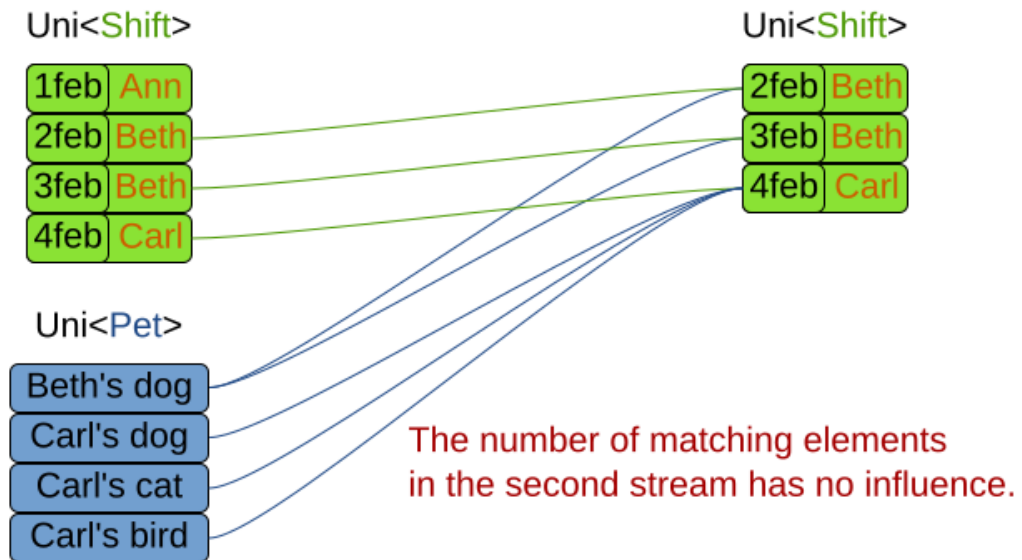 Uni<Shift>
1feb Ann
2feb Beth
3feb Beth
4feb Carl
Uni<Pet>
Beth's dog
Carl's dog
Carl's cat
Carl's bird
Uni<Shift>
2feb Beth
3feb Beth
4feb Carl
The number of matching elements
in the second stream has no influence.